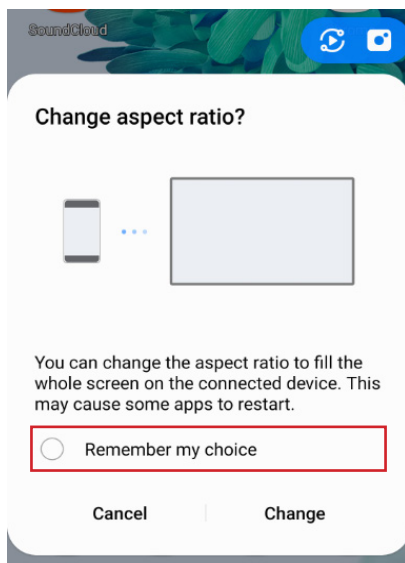 SoundCloud
Change aspect ratio?
You can change the aspect ratio to fill the
whole screen on the connected device. This
may cause some apps to restart.
Remember my choice
Cancel
Change